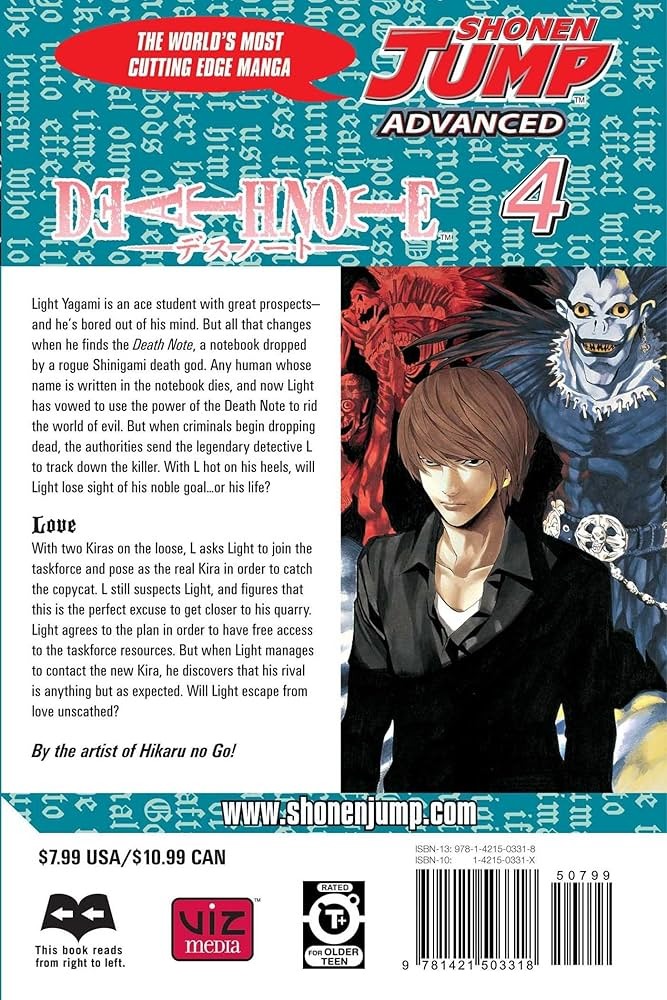 THE WORLD'S MOST
CUTTING EDGE MANGA
SHONEN
JUMP™
ADVANCED
DEATH NOTE™
デスノート
4
Light Yagami is an ace student with great prospects—
and he's bored out of his mind. But all that changes
when he finds the Death Note, a notebook dropped
by a rogue Shinigami death god. Any human whose
name is written in the notebook dies, and now Light
has vowed to use the power of the Death Note to rid
the world of evil. But when criminals begin dropping
dead, the authorities send the legendary detective L
to track down the killer. With L hot on his heels, will
Light lose sight of his noble goal...or his life?
Love
With two Kiras on the loose, L asks Light to join the
taskforce and pose as the real Kira in order to catch
the copycat. L still suspects Light, and figures that
this is the perfect excuse to get closer to his quarry.
Light agrees to the plan in order to have free access
to the taskforce resources. But when Light manages
to contact the new Kira, he discovers that his rival
is anything but as expected. Will Light escape from
love unscathed?
By the artist of Hikaru no Go!
www.shonenjump.com
$7.99 USA/$10.99 CAN
This book reads
from right to left.
VIZ
MEDIA
™
RATED
T+
FOR OLDER
TEEN
ISBN-13: 978-1-4215-0331-8
ISBN-10: 1-4215-0331-X
50799
9 781421 503318